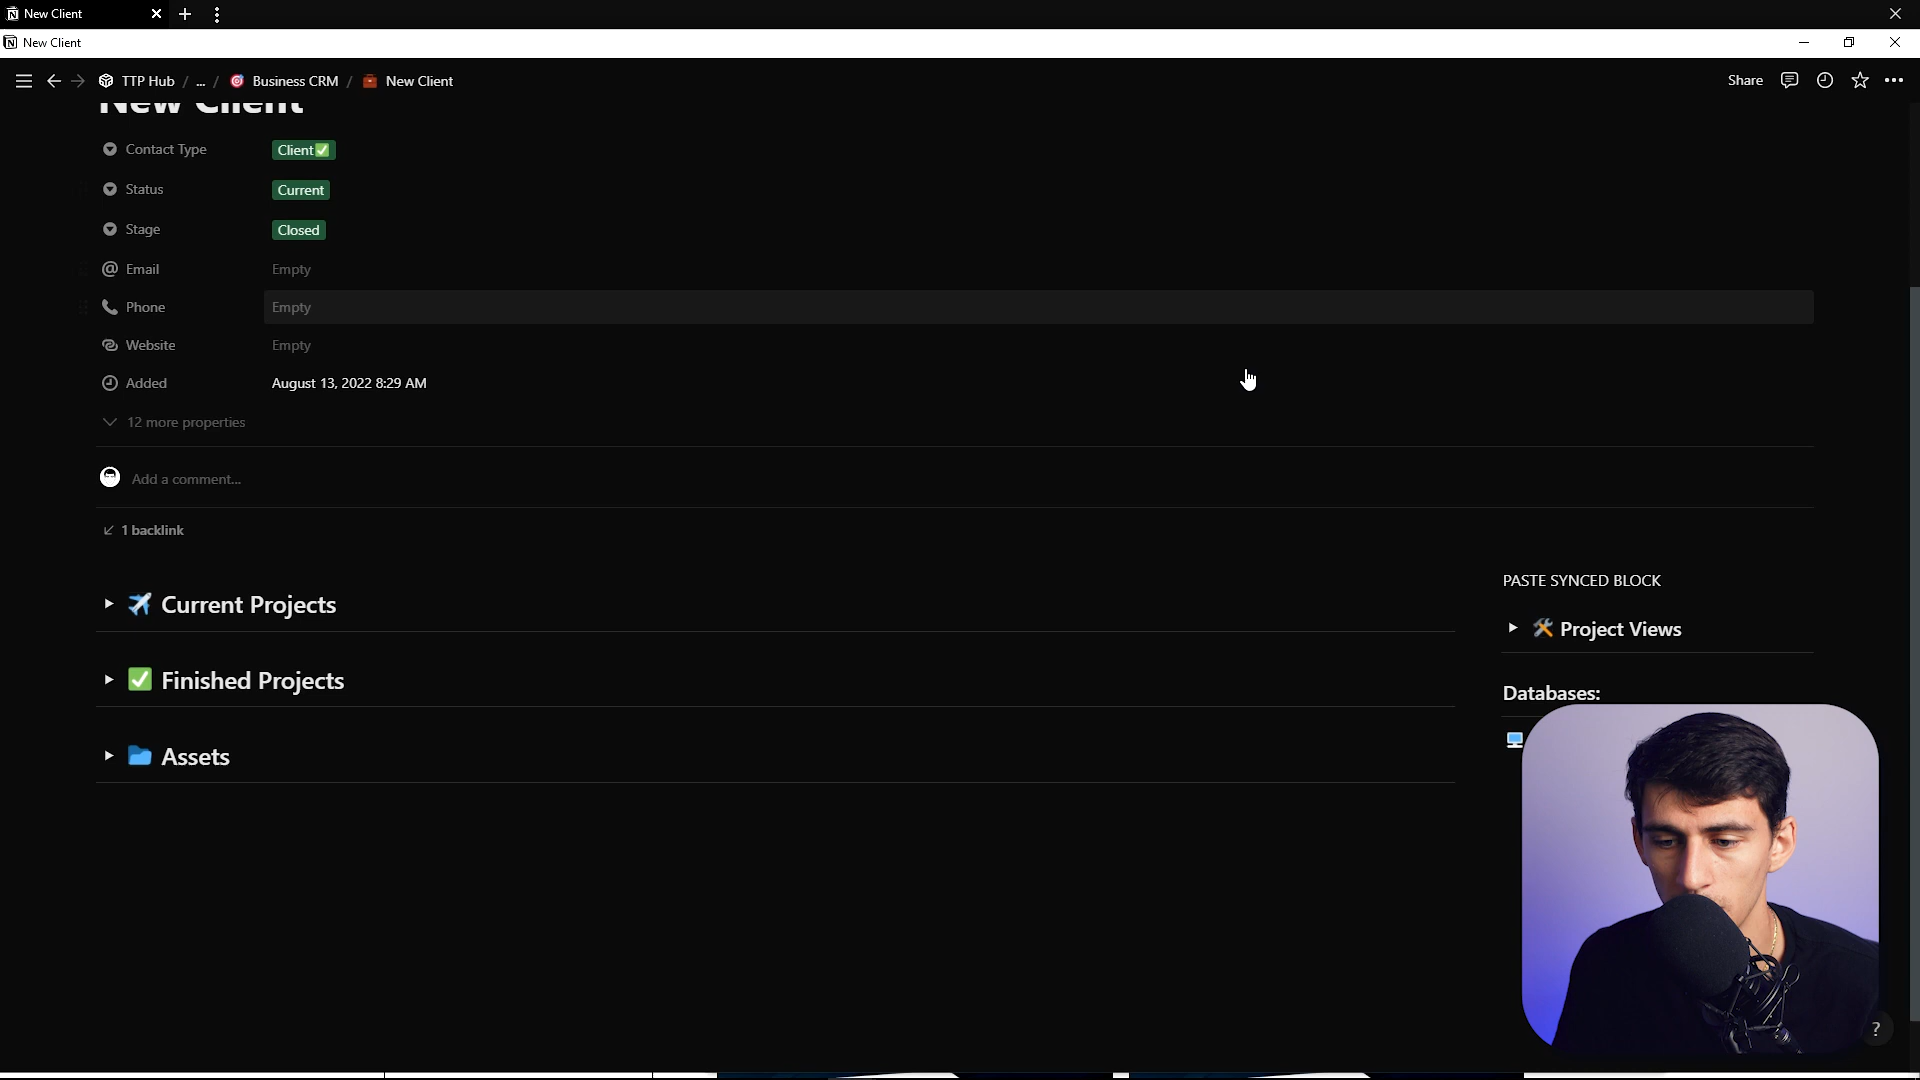 New Client
New Client
TTP Hub / ... / Business CRM / New Client
Share
New Client
Contact Type Client✅
Status Current
Stage Closed
@ Email Empty
Phone Empty
Website Empty
Added August 13, 2022 8:29 AM
12 more properties
Add a comment...
1 backlink
PASTE SYNCED BLOCK
✈️ Current Projects
🛠 Project Views
✅ Finished Projects
Databases:
📂 Assets
?